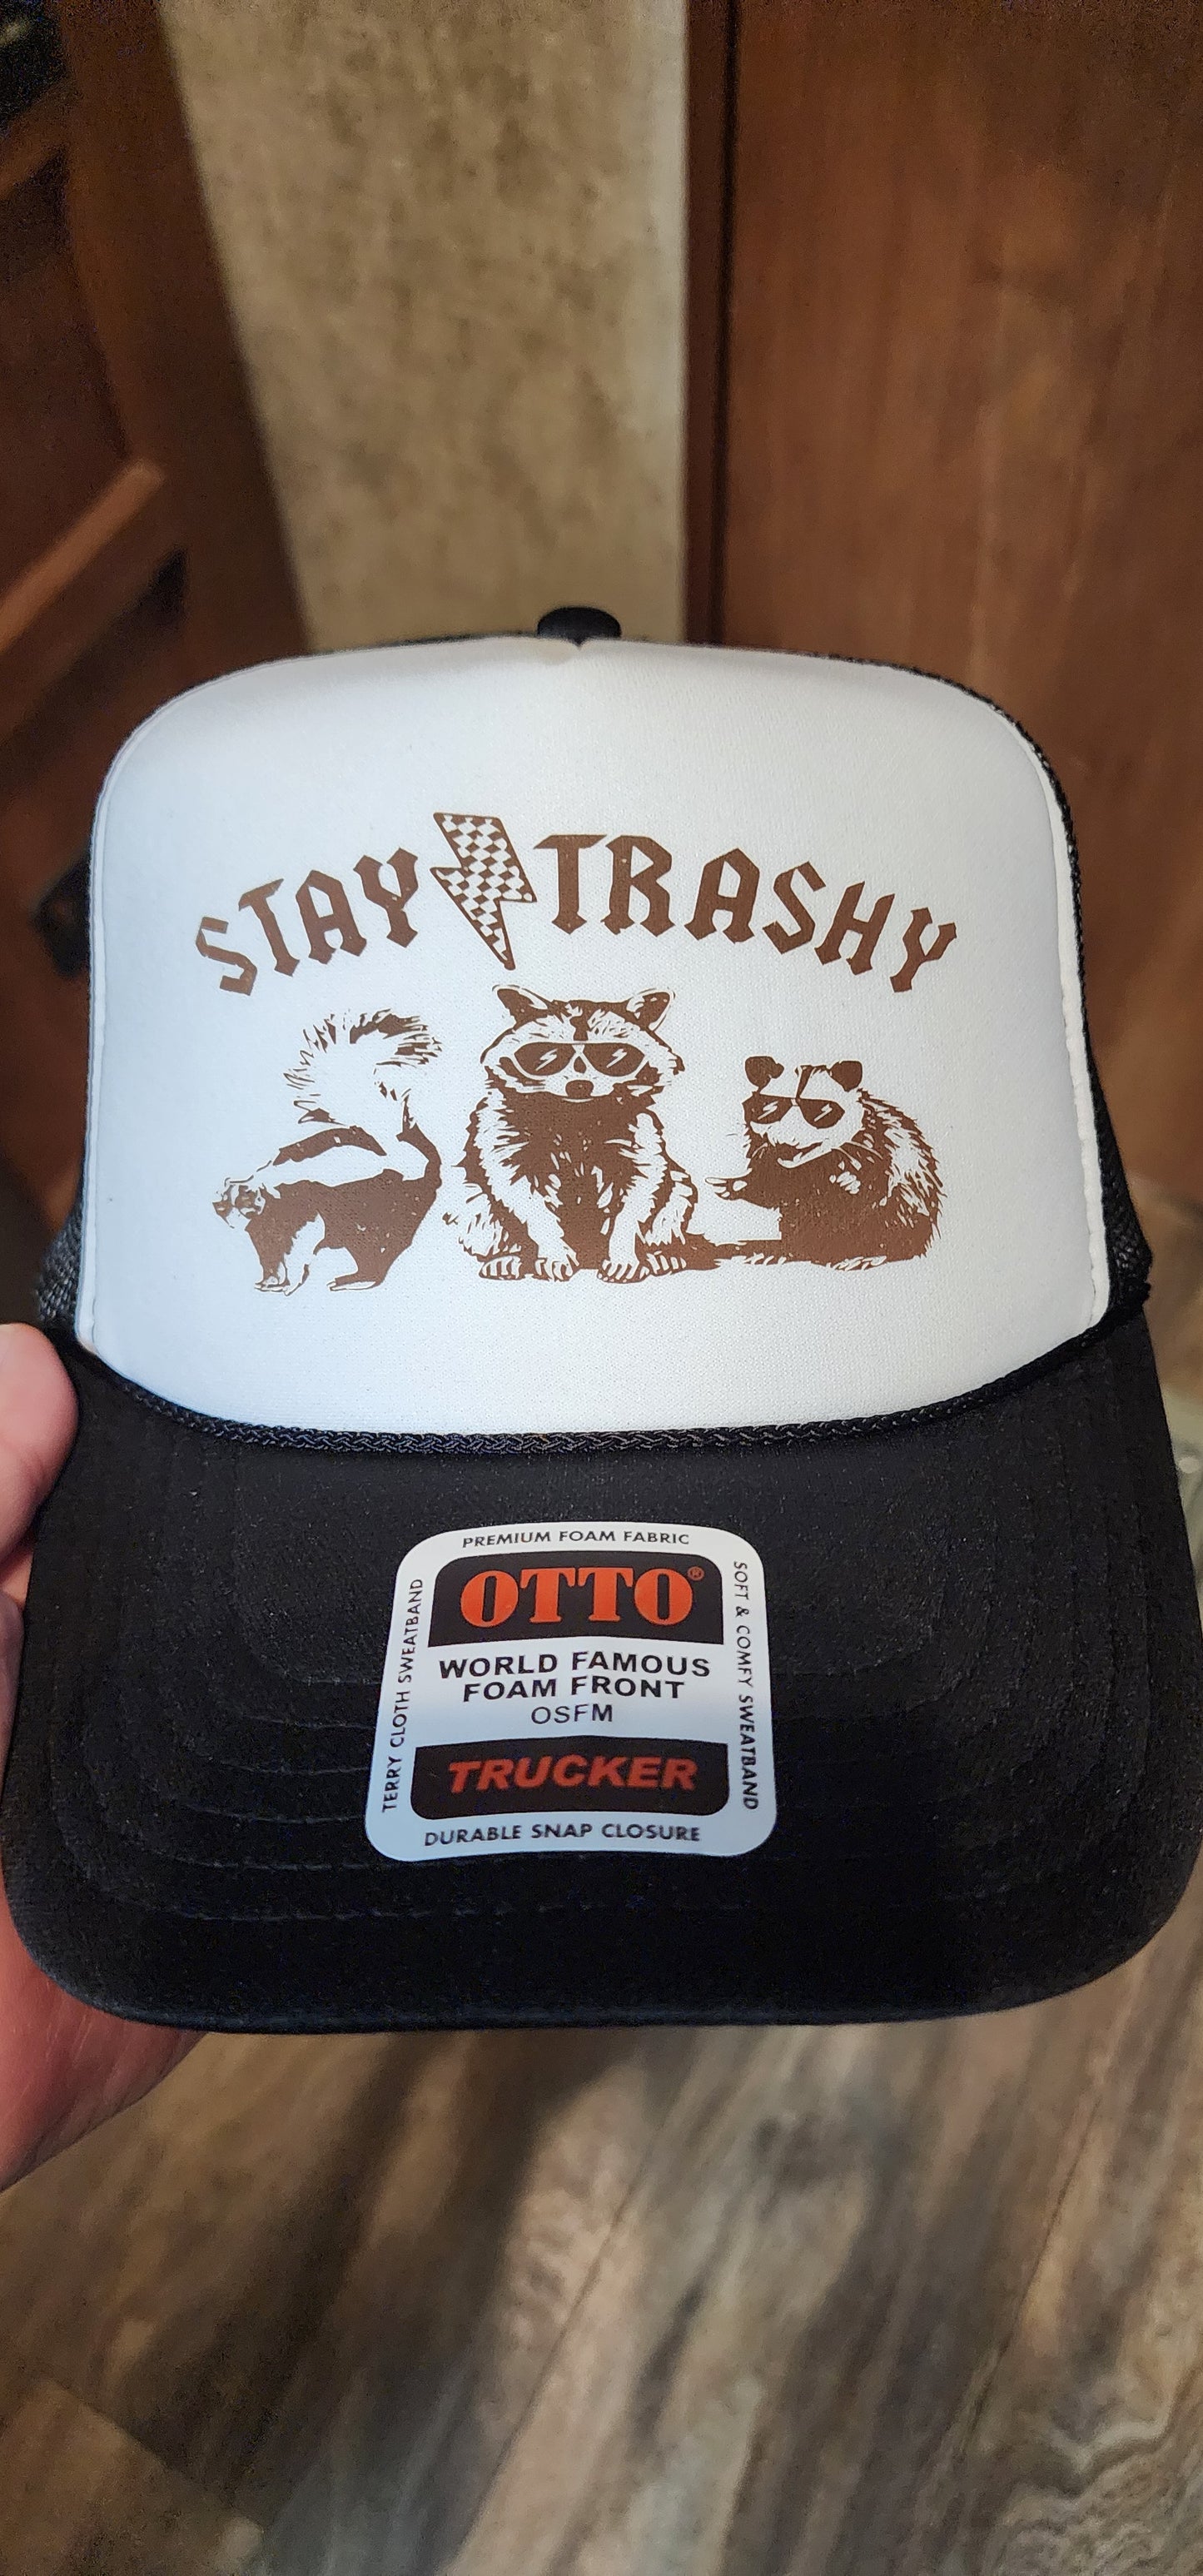 STAY TRASHY
PREMIUM FOAM FABRIC
TERRY CLOTH SWEATBAND
OTTO®
WORLD FAMOUS
FOAM FRONT
OSFM
TRUCKER
SOFT & COMFY SWEATBAND
DURABLE SNAP CLOSURE